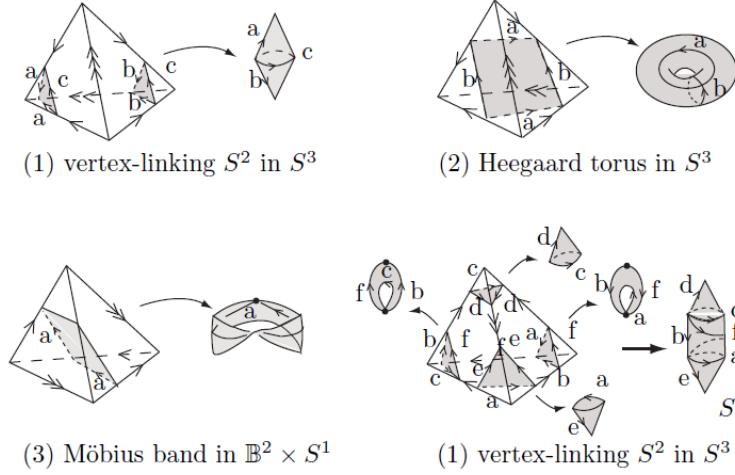 a
c
a
b
b
c
a
b
c
(1) vertex-linking S² in S³
a
b
b
a
a
b
(2) Heegaard torus in S³
a
a
a
(3) Möbius band in 𝔹² × S¹
f
c
b
c
d
d
d
c
b
f
a
b
f
c
f
e
e
a
f
b
a
a
e
d
c
b
f
a
e
S
(1) vertex-linking S² in S³